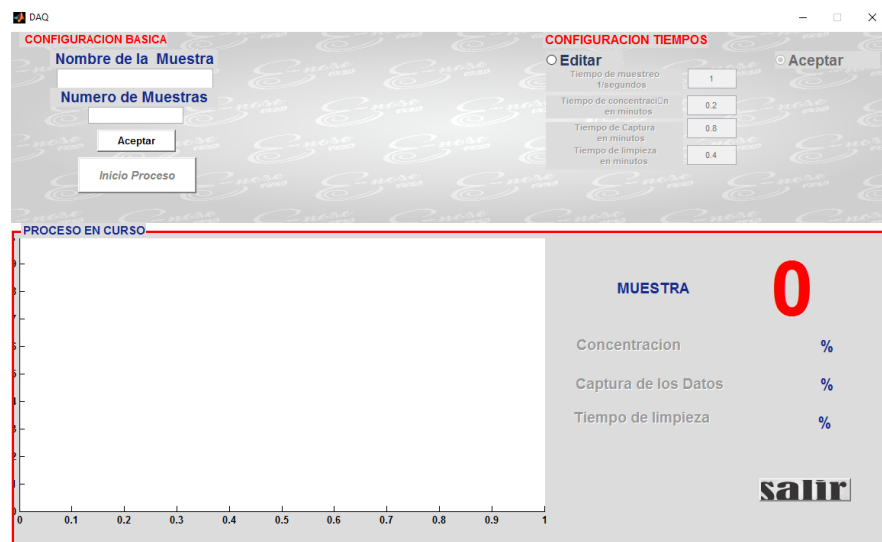 DAQ
CONFIGURACION BASICA
Nombre de la Muestra
Numero de Muestras
Aceptar
Inicio Proceso
CONFIGURACION TIEMPOS
Editar
Aceptar
Tiempo de muestreo
1/segundos
1
Tiempo de concentraci□n
en minutos
0.2
Tiempo de Captura
en minutos
0.8
Tiempo de limpieza
en minutos
0.4
PROCESO EN CURSO
0 0.1 0.2 0.3 0.4 0.5 0.6 0.7 0.8 0.9 1
MUESTRA 0
Concentracion %
Captura de los Datos %
Tiempo de limpieza %
salir